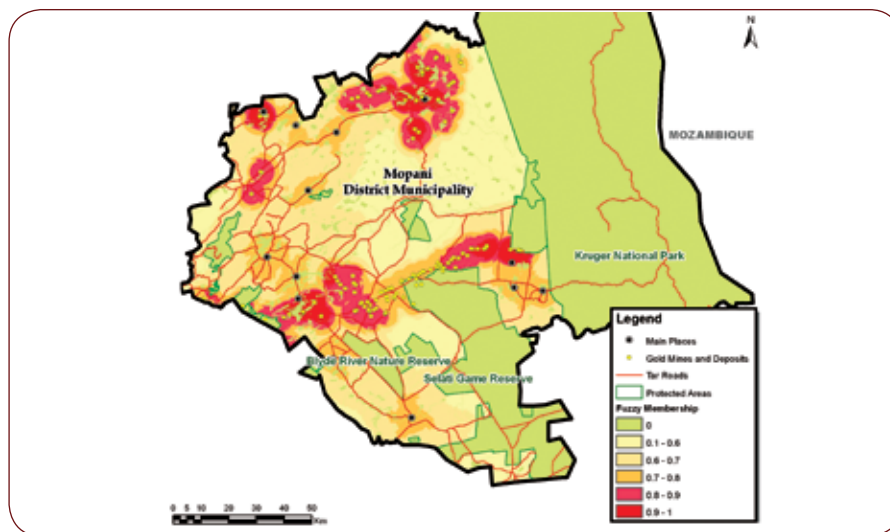 N
MOZAMBIQUE
Mopani
District Municipality
Kruger National Park
Blyde River Nature Reserve
Selati Game Reserve
Legend
Main Places
Gold Mines and Deposits
Tar Roads
Protected Areas
Fuzzy Membership
0
0.1 - 0.6
0.6 - 0.7
0.7 - 0.8
0.8 - 0.9
0.9 - 1
0 5 10 20 30 40 50
Km